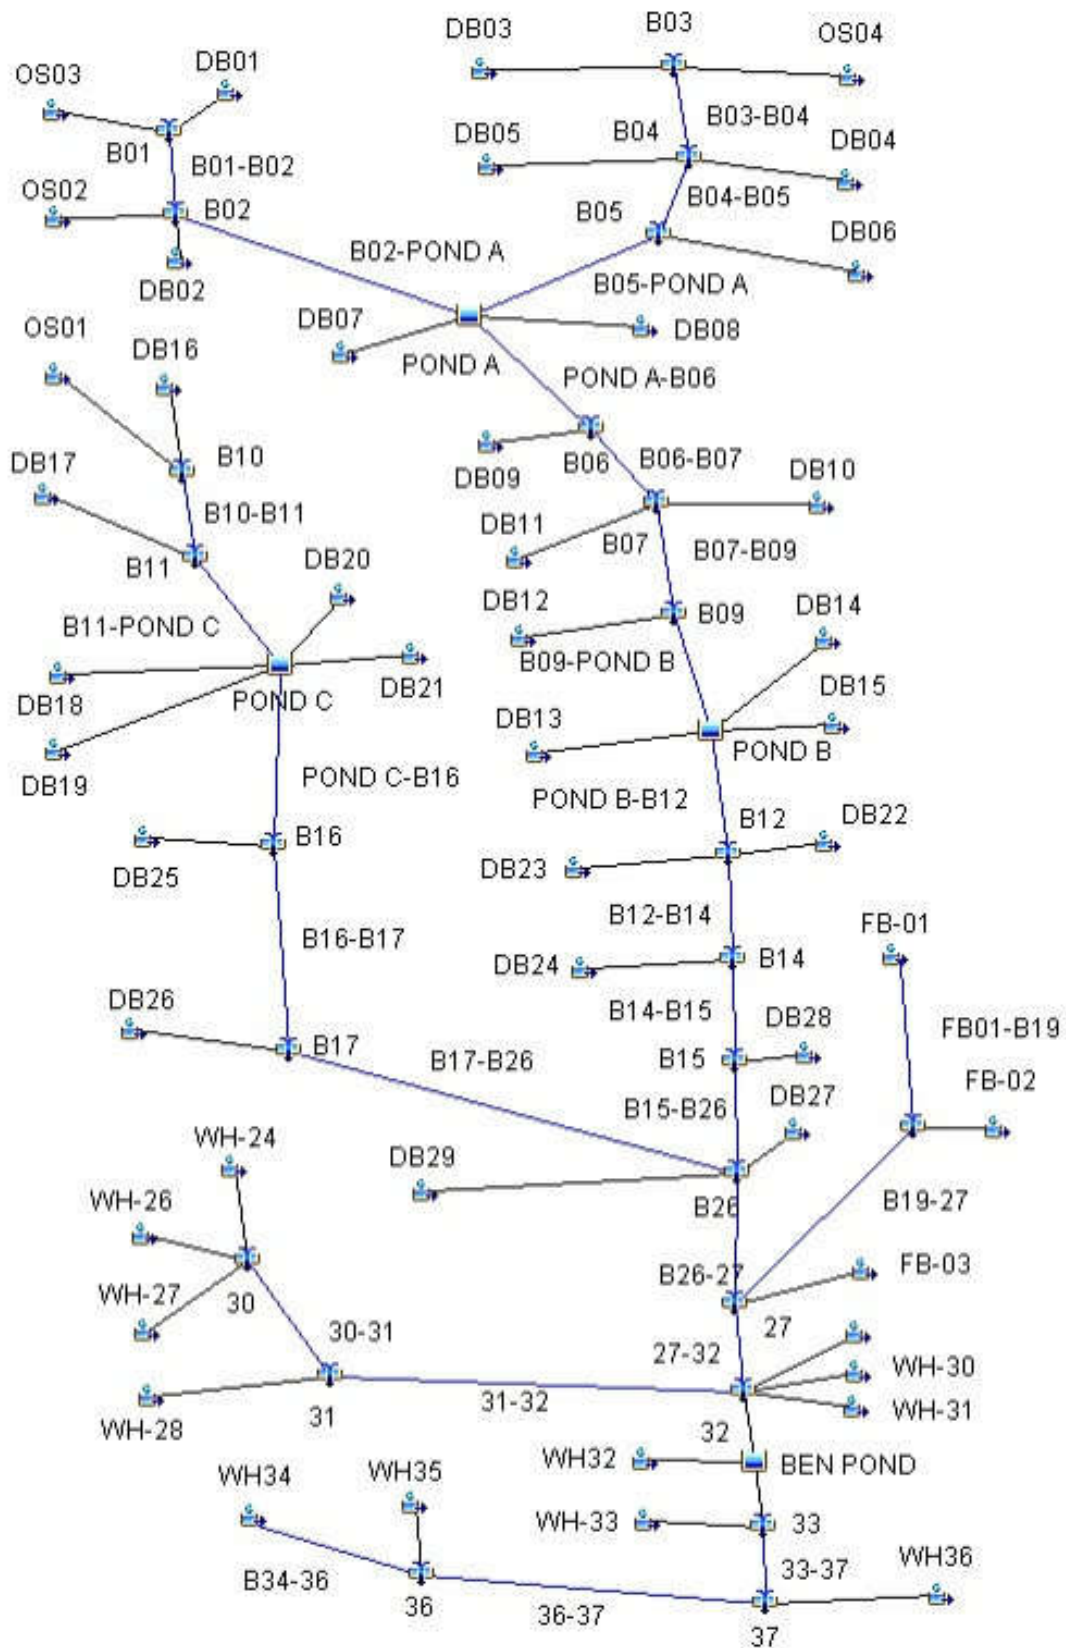 B03
DB03
OS04
DB01
OS03
B03-B04
B01
B04
DB05
DB04
B01-B02
B04-B05
OS02
B02
B05
DB06
B02-POND A
B05-POND A
DB02
DB07
DB08
OS01
DB16
POND A
POND A-B06
B10
B06
B06-B07
DB17
DB09
DB10
B10-B11
DB11
B07
B07-B09
B11
DB20
DB12
B09
B11-POND C
DB14
B09-POND B
DB21
DB18
POND C
DB15
DB13
DB19
POND B
POND C-B16
POND B-B12
B16
B12
DB22
DB25
DB23
B12-B14
B16-B17
FB-01
B14
DB24
DB26
B14-B15
DB28
FB01-B19
B17
B17-B26
B15
FB-02
B15-B26
DB27
WH-24
DB29
WH-26
B26
B19-27
FB-03
B26-27
WH-27
30
30-31
27
27-32
WH-30
31-32
31
WH-31
WH-28
32
WH32
BEN POND
WH34
WH35
WH-33
33
33-37
WH36
B34-36
36
36-37
37